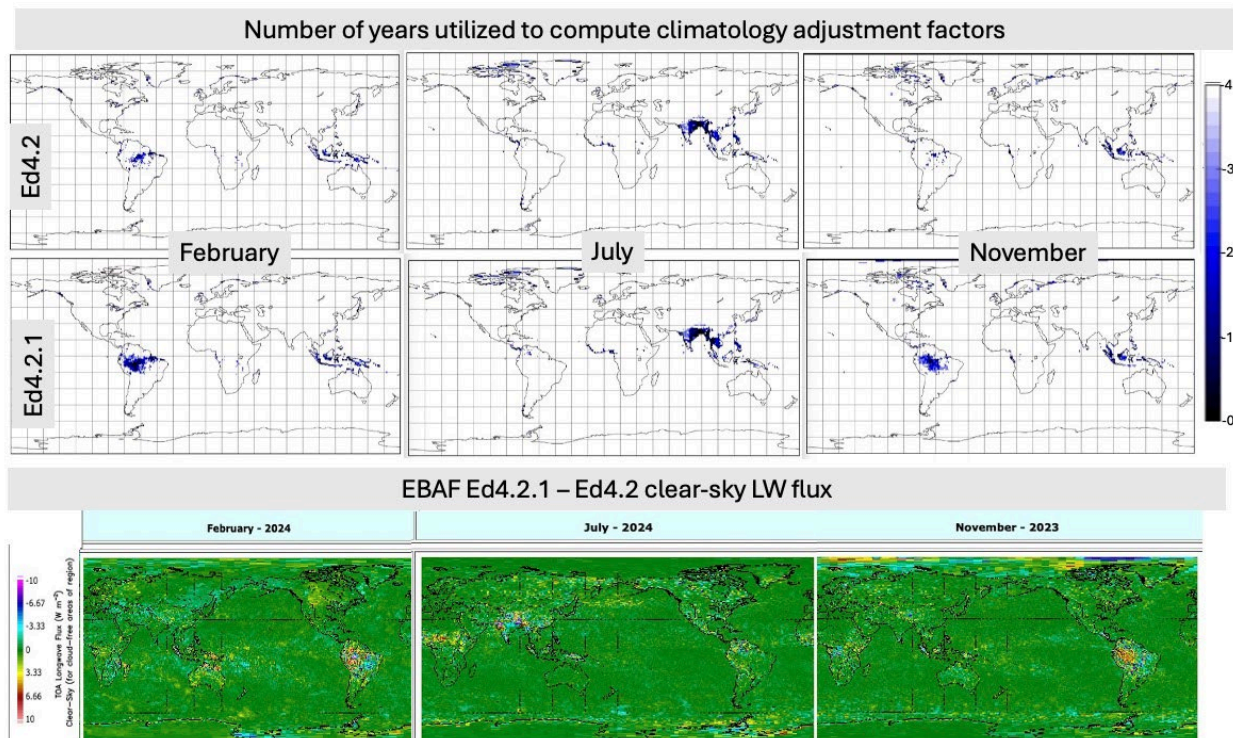 Number of years utilized to compute climatology adjustment factors
Ed4.2
4
3
2
1
0
February
July
November
Ed4.2.1
EBAF Ed4.2.1 – Ed4.2 clear-sky LW flux
February - 2024
July - 2024
November - 2023
TOA Longwave Flux (W m⁻²)
Clear-Sky (for cloud-free areas of region)
-10
-6.67
-3.33
0
3.33
6.66
10